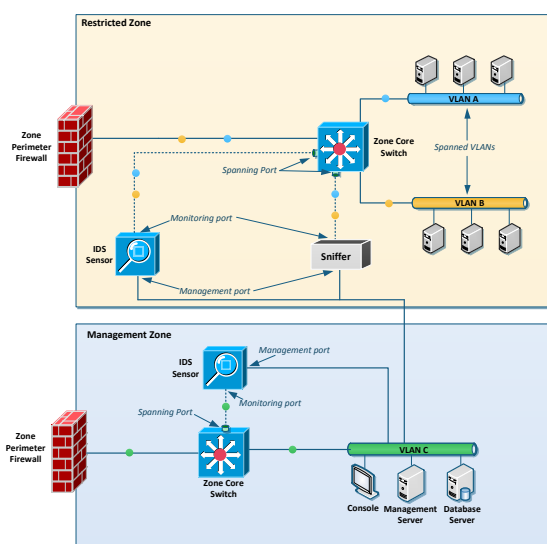 Restricted Zone
VLAN A
Zone
Perimeter
Firewall
Zone Core
Switch
Spanned VLANs
Spanning Port
VLAN B
Monitoring port
IDS
Sensor
Sniffer
Management port
Management Zone
IDS
Sensor
Management port
Monitoring port
Spanning Port
Zone
Perimeter
Firewall
VLAN C
Zone Core
Switch
Console
Management
Server
Database
Server